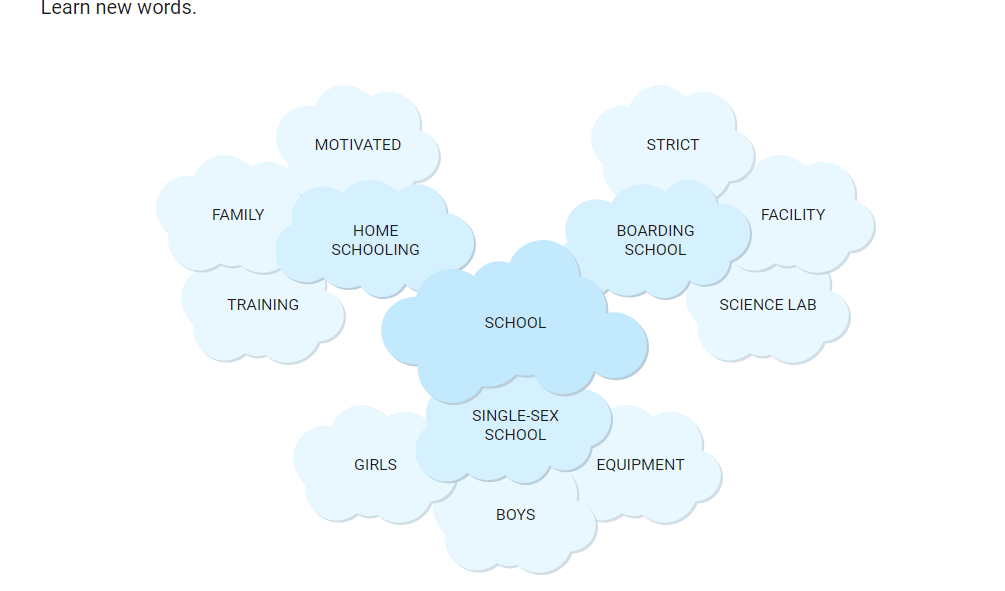 Learn new words.
MOTIVATED
STRICT
FAMILY
HOME
SCHOOLING
BOARDING
SCHOOL
FACILITY
TRAINING
SCHOOL
SCIENCE LAB
SINGLE-SEX
SCHOOL
GIRLS
EQUIPMENT
BOYS